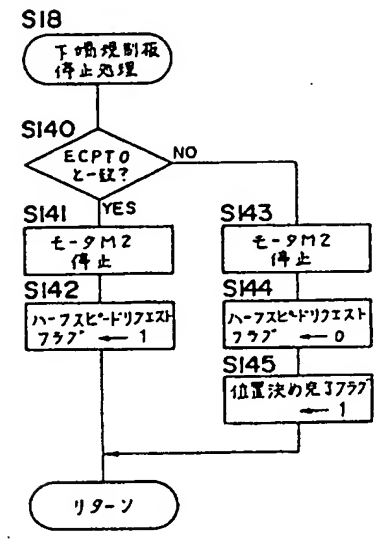 S18
下端規制板
停止処理
S140
ECPT0
と一致?
NO
YES
S141
モータM2
停止
S142
ハーフスピードリクエスト
フラグ ← 1
S143
モータM2
停止
S144
ハーフスピードリクエスト
フラグ ← 0
S145
位置決め完了フラグ
← 1
リターン